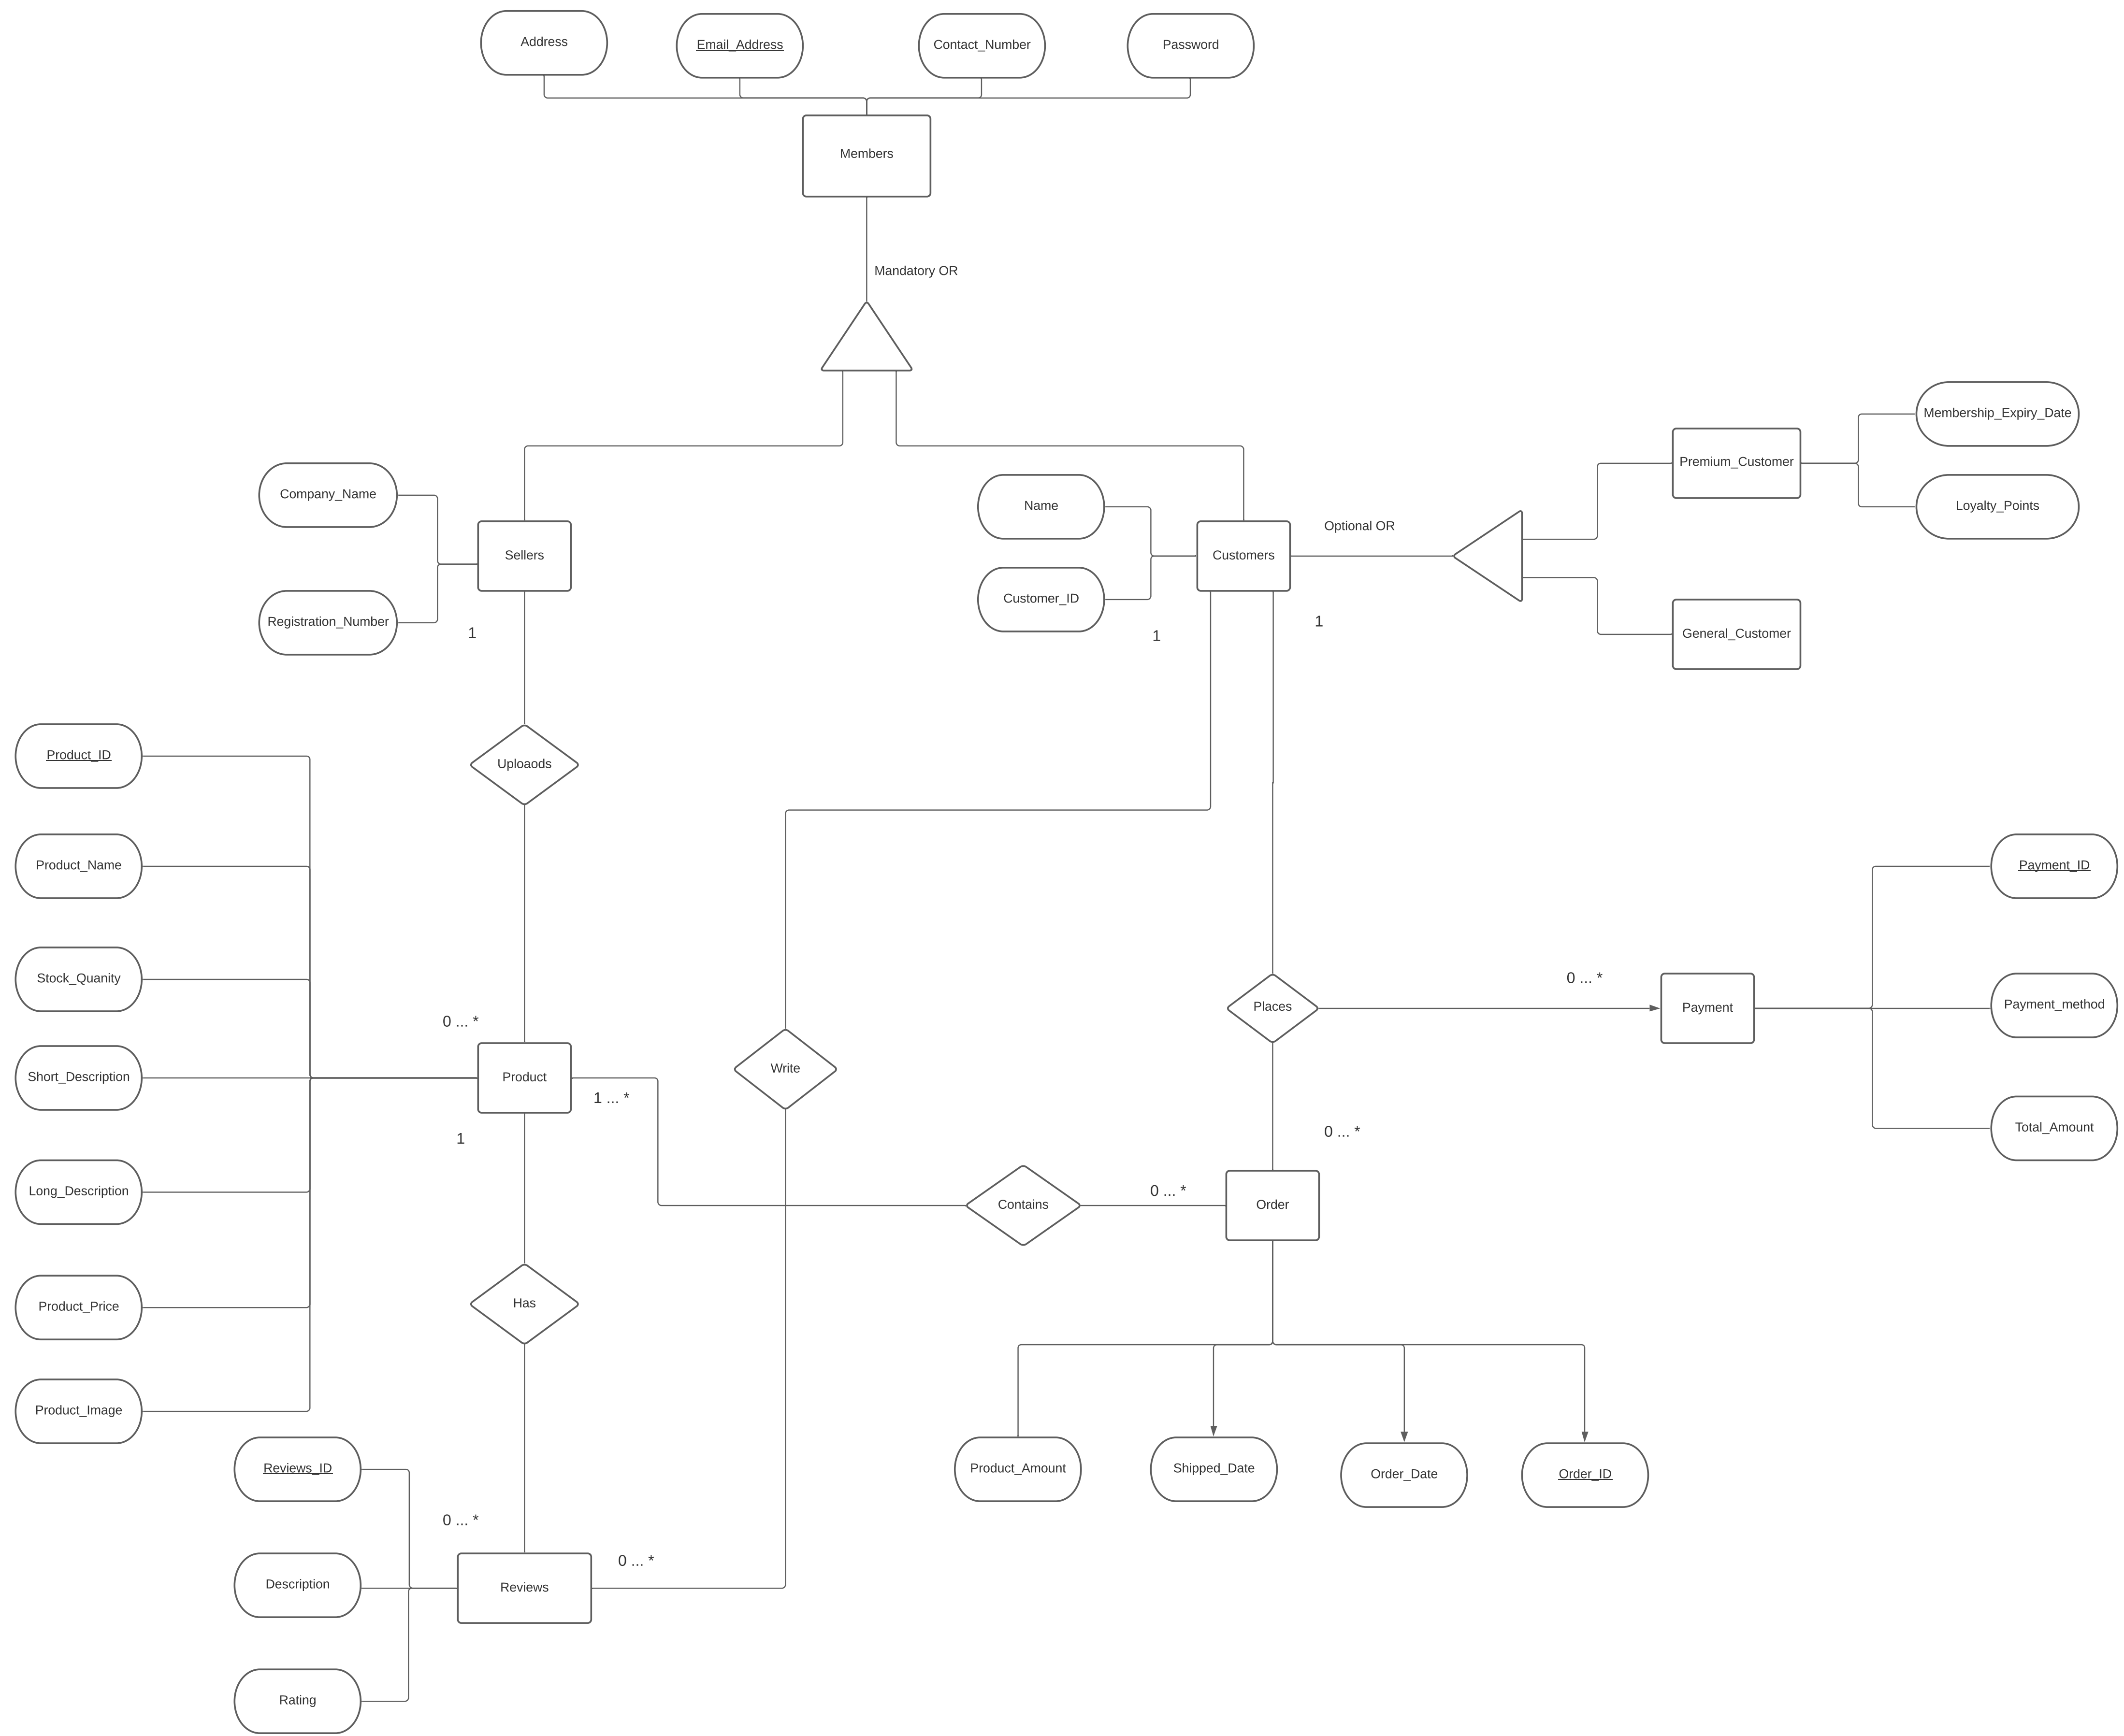 Address
Email_Address
Contact_Number
Password
Members
Mandatory OR
Membership_Expiry_Date
Premium_Customer
Company_Name
Name
Loyalty_Points
Optional OR
Sellers
Customers
Customer_ID
Registration_Number
General_Customer
1
1
1
Product_ID
Uploaods
Product_Name
Payment_ID
Stock_Quanity
0 ... *
Places
Payment
Payment_method
0 ... *
Short_Description
Product
Write
1 ... *
Total_Amount
1
0 ... *
Long_Description
0 ... *
Contains
Order
Product_Price
Has
Product_Image
Reviews_ID
Product_Amount
Shipped_Date
Order_Date
Order_ID
0 ... *
0 ... *
Description
Reviews
Rating